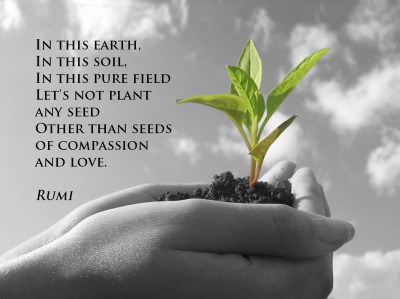 In this earth,
In this soil,
In this pure field
Let's not plant
any seed
Other than seeds
of compassion
and love.
Rumi